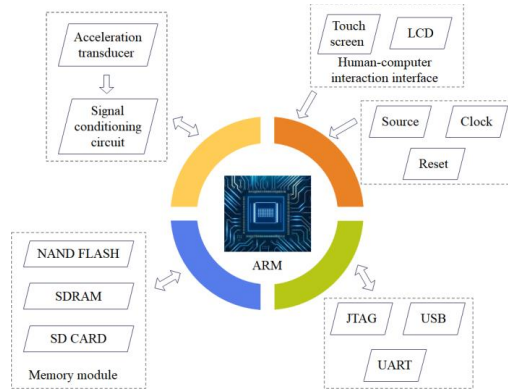 Acceleration
transducer
Signal
conditioning
circuit
Touch
screen
LCD
Human-computer
interaction interface
Source
Clock
Reset
ARM
NAND FLASH
SDRAM
SD CARD
Memory module
JTAG
USB
UART